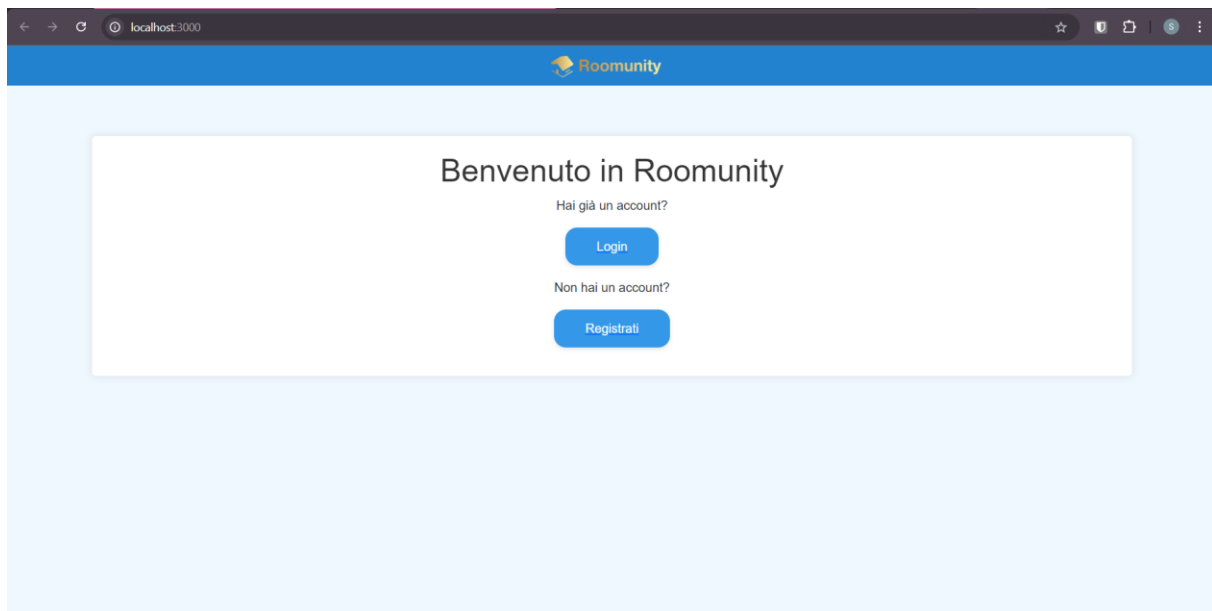 localhost:3000
S
Roomunity
Benvenuto in Roomunity
Hai già un account?
Login
Non hai un account?
Registrati